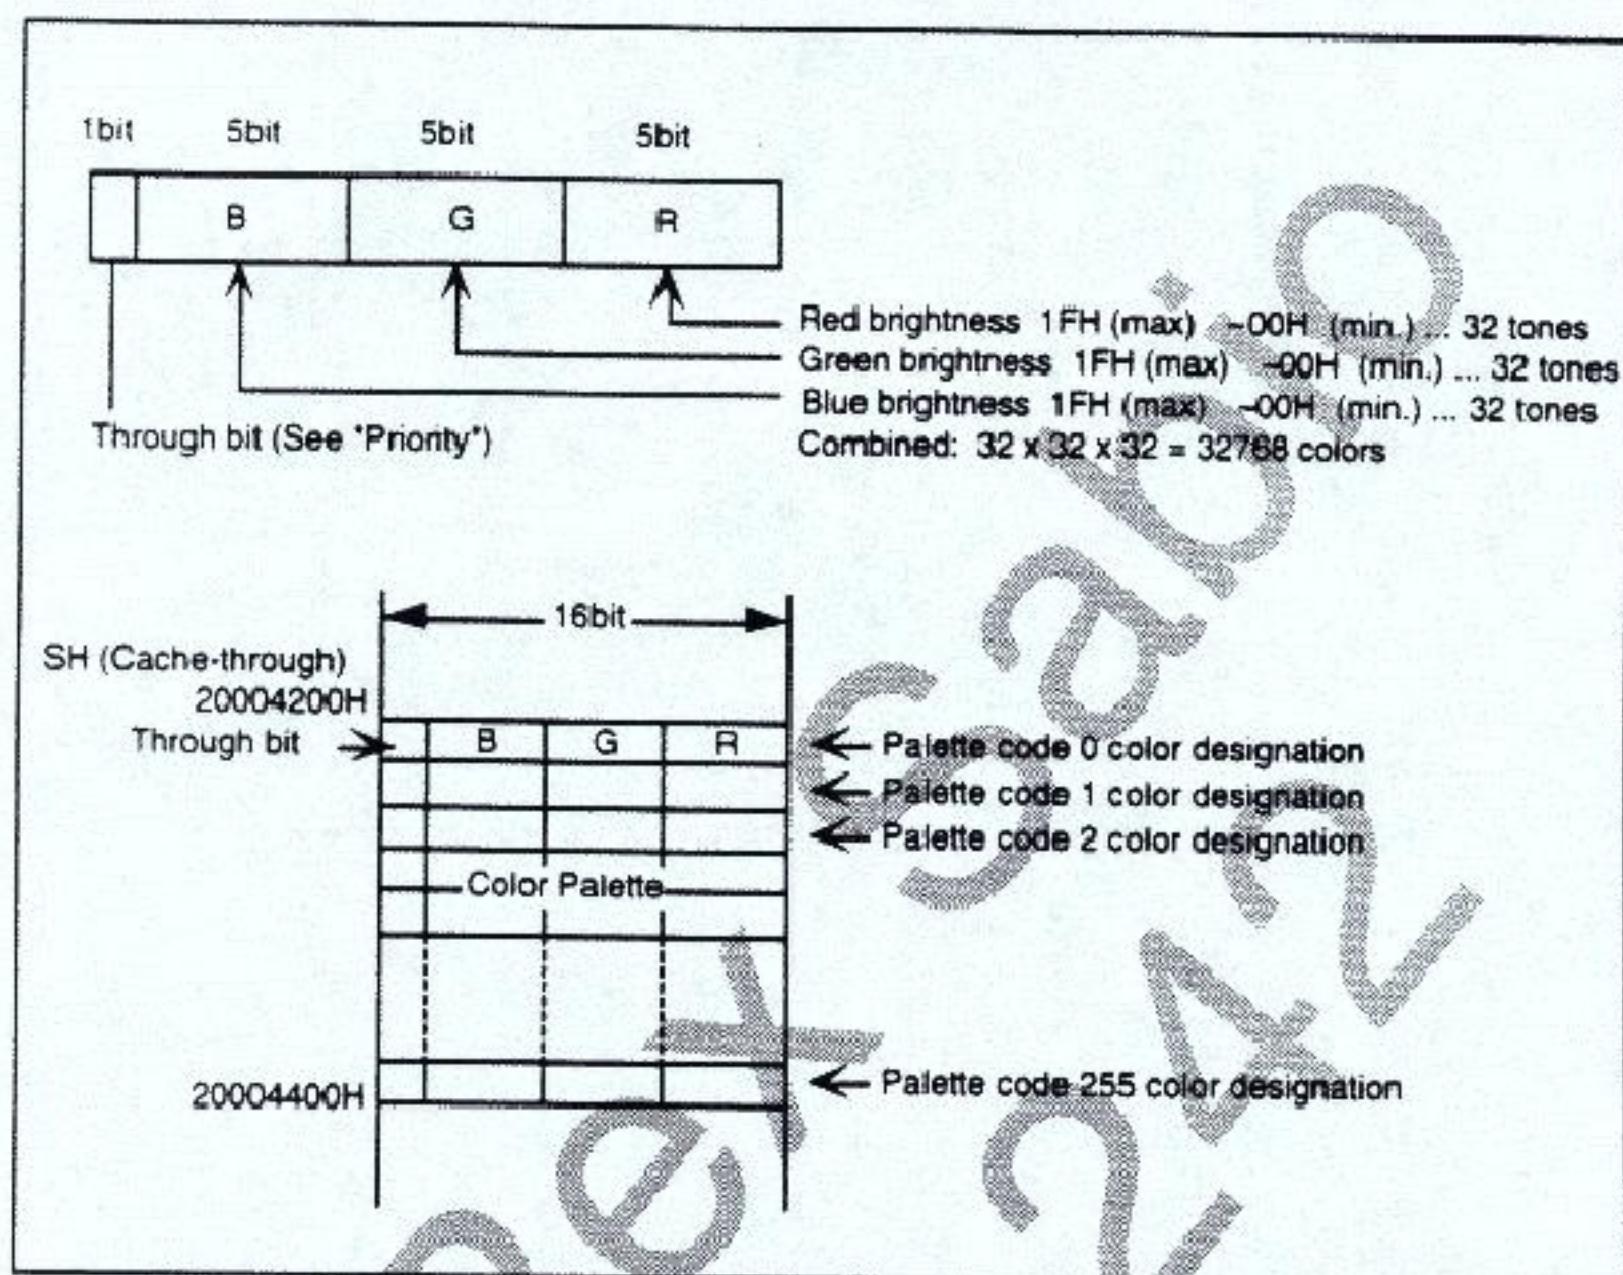 1bit 5bit 5bit 5bit
B G R
Red brightness 1FH (max) ~00H (min.) ... 32 tones
Green brightness 1FH (max) ~00H (min.) ... 32 tones
Blue brightness 1FH (max) ~00H (min.) ... 32 tones
Through bit (See "Priority")
Combined: 32 x 32 x 32 = 32768 colors
16bit
SH (Cache-through)
20004200H
Through bit B G R Palette code 0 color designation
Palette code 1 color designation
Palette code 2 color designation
Color Palette
20004400H Palette code 255 color designation
242